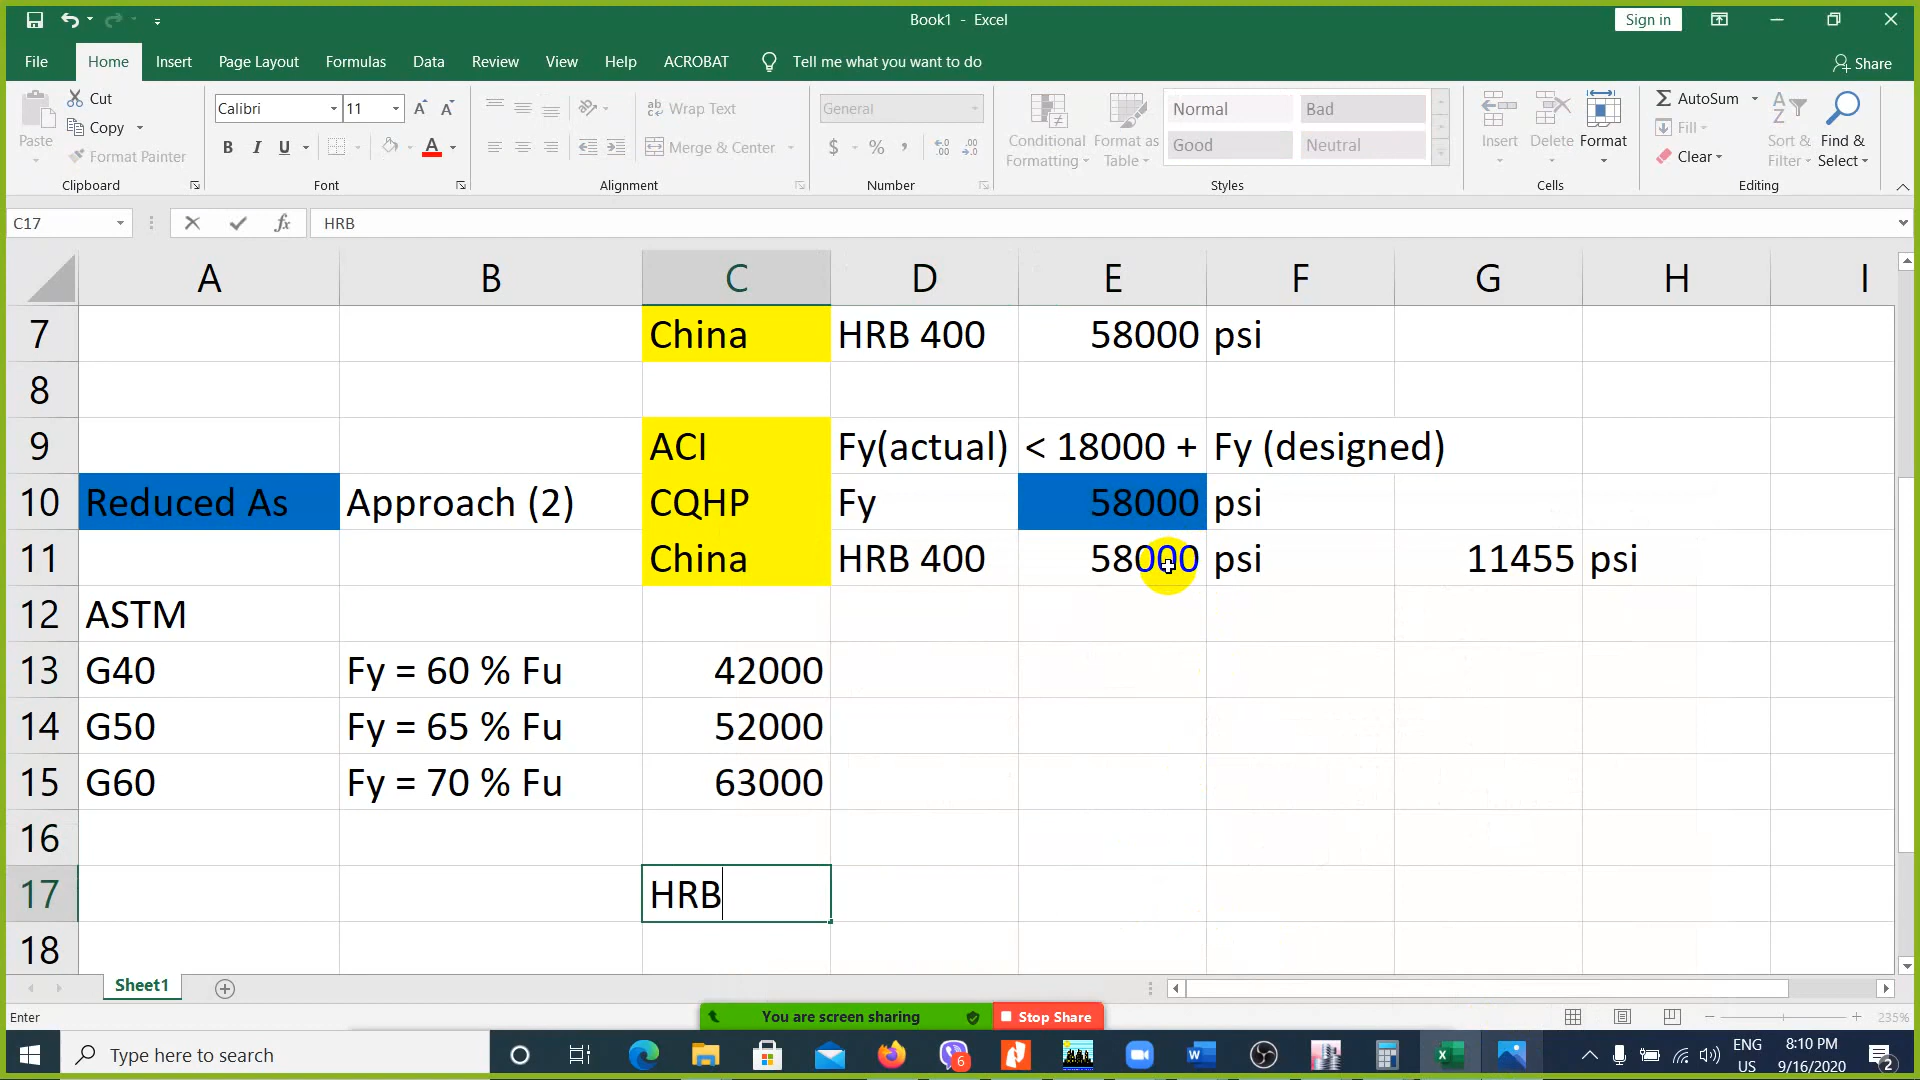 Book1 - Excel
Sign in
File Home Insert Page Layout Formulas Data Review View Help ACROBAT Tell me what you want to do
Share
Paste
Cut
Copy
Format Painter
Clipboard
Calibri 11
B I U A
Font
Wrap Text
Merge & Center
Alignment
General
$ % ,
Number
Conditional Formatting
Format as Table
Normal Bad
Good Neutral
Styles
Insert Delete Format
Cells
AutoSum
Fill
Clear
Sort & Filter
Find & Select
Editing
C17 fx HRB
A B C D E F G H I
7 China HRB 400 58000 psi
8
9 ACI Fy(actual) < 18000 + Fy (designed)
10 Reduced As Approach (2) CQHP Fy 58000 psi
11 China HRB 400 58000 psi 11455 psi
12 ASTM
13 G40 Fy = 60 % Fu 42000
14 G50 Fy = 65 % Fu 52000
15 G60 Fy = 70 % Fu 63000
16
17 HRB
18
Sheet1
Enter
You are screen sharing Stop Share
235%
Type here to search
6
ENG
US
8:10 PM
9/16/2020
2